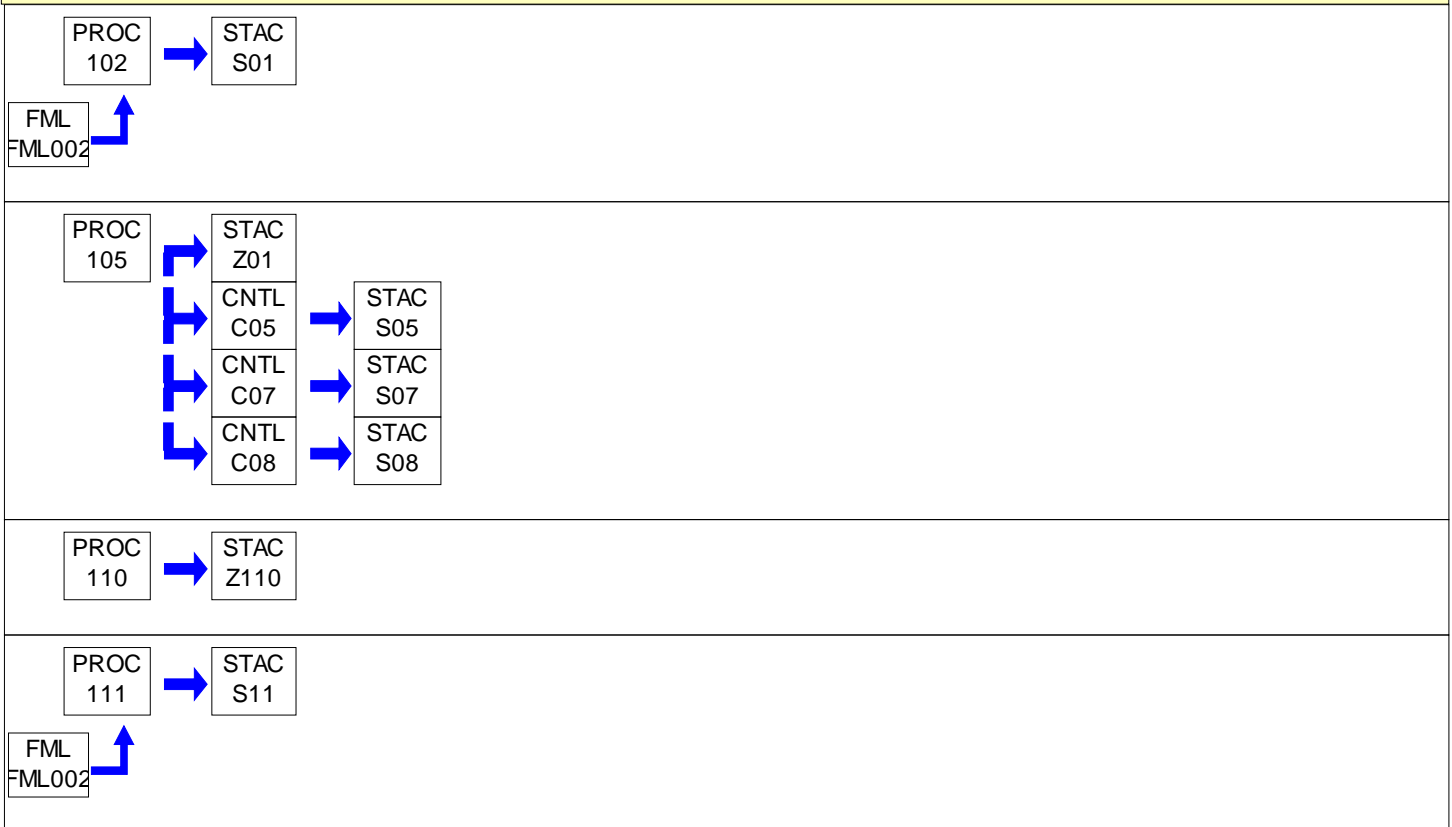 PROC
102
STAC
S01
FML
FML002
PROC
105
STAC
Z01
CNTL
C05
STAC
S05
CNTL
C07
STAC
S07
CNTL
C08
STAC
S08
PROC
110
STAC
Z110
PROC
111
STAC
S11
FML
FML002